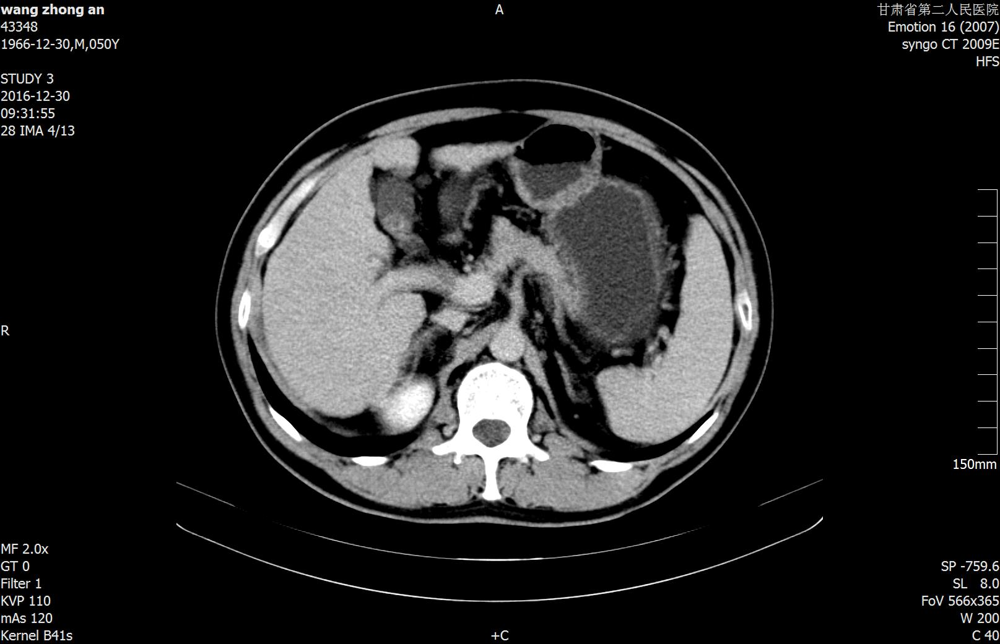 wang zhong an
43348
1966-12-30,M,050Y
STUDY 3
2016-12-30
09:31:55
28 IMA 4/13
A
甘肃省第二人民医院
Emotion 16 (2007)
syngo CT 2009E
HFS
R
150mm
MF 2.0x
GT 0
Filter 1
KVP 110
mAs 120
Kernel B41s
+C
SP -759.6
SL 8.0
FoV 566x365
W 200
C 40